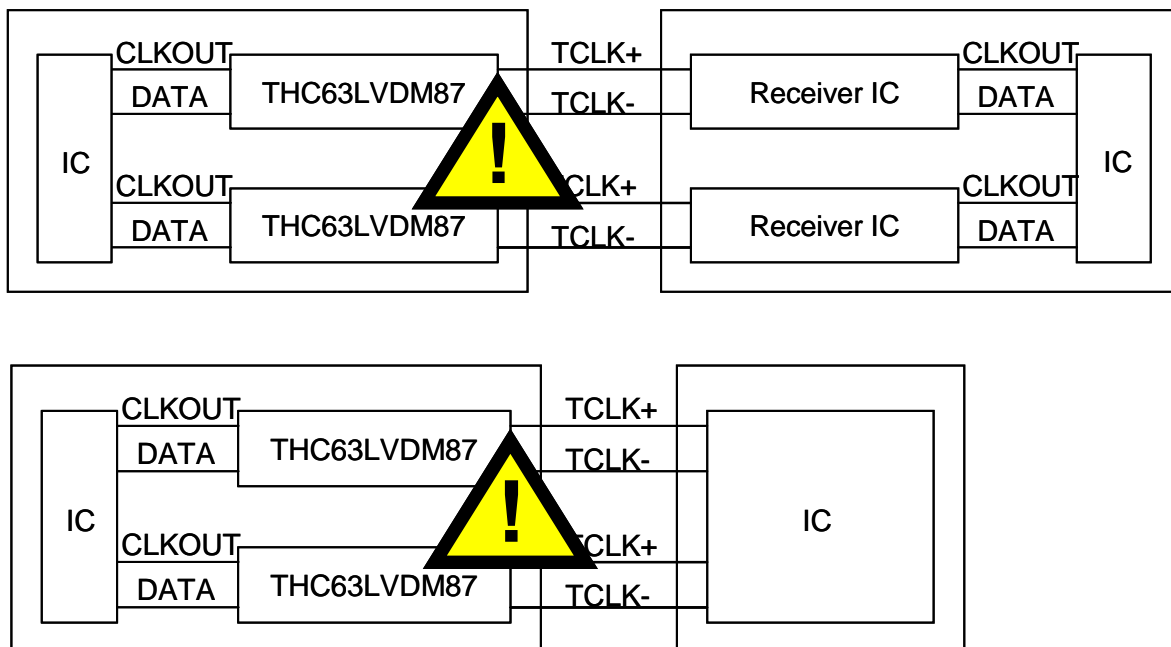 CLKOUT TCLK+ CLKOUT
THC63LVDM87 Receiver IC
DATA TCLK- DATA
!
IC IC
CLKOUT CLK+ CLKOUT
THC63LVDM87 Receiver IC
DATA TCLK- DATA
CLKOUT TCLK+
THC63LVDM87
DATA TCLK-
!
IC IC
CLKOUT CLK+
THC63LVDM87
DATA TCLK-